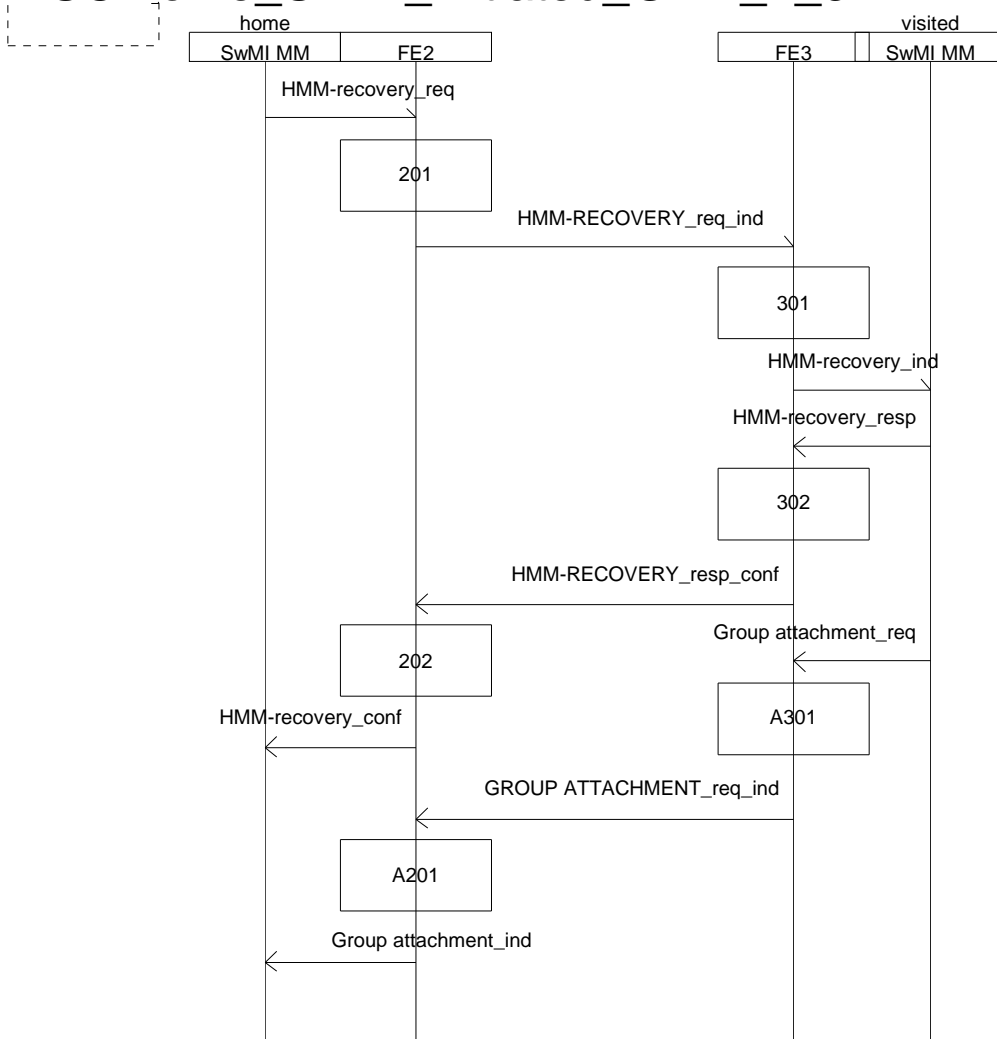 home
visited
SwMI MM
FE2
FE3
SwMI MM
HMM-recovery_req
201
HMM-RECOVERY_req_ind
301
HMM-recovery_ind
HMM-recovery_resp
302
HMM-RECOVERY_resp_conf
Group attachment_req
202
A301
HMM-recovery_conf
GROUP ATTACHMENT_req_ind
A201
Group attachment_ind